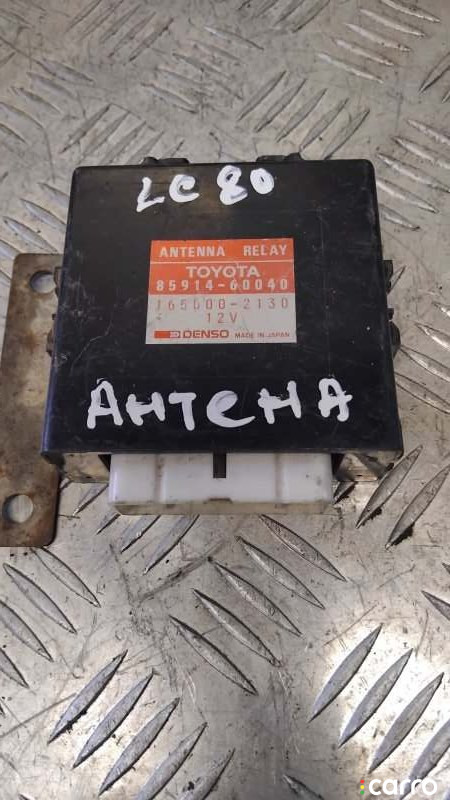 LC 80
ANTENNA RELAY
TOYOTA
85914-60040
165000-2130
12V
DENSO MADE IN JAPAN
АНТЕНА
carro